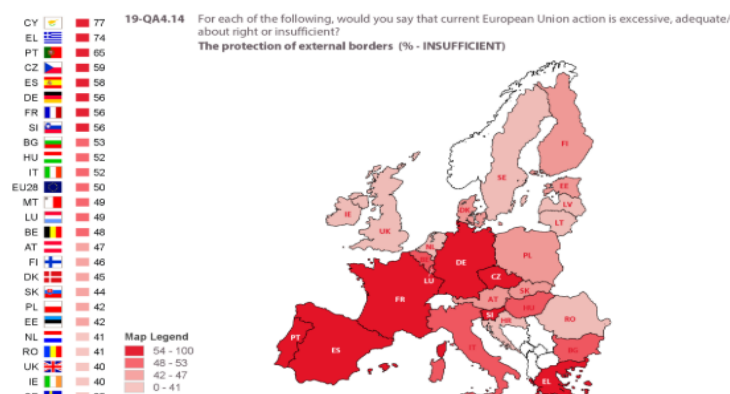 19-QA4.14 For each of the following, would you say that current European Union action is excessive, adequate/
about right or insufficient?
The protection of external borders (% - INSUFFICIENT)
CY 77
EL 74
PT 65
CZ 59
ES 58
DE 56
FR 56
SI 56
BG 53
HU 52
IT 52
EU28 50
MT 49
LU 49
BE 48
AT 47
FI 46
DK 45
SK 44
PL 42
EE 42
NL 41
RO 41
UK 40
IE 40
FI
SE
EE
LV
LT
DK
IE
UK
NL
BE
DE
PL
LU
CZ
SK
FR
AT
HU
SI
HR
RO
PT
ES
IT
BG
EL
Map Legend
54 - 100
48 - 53
42 - 47
0 - 41